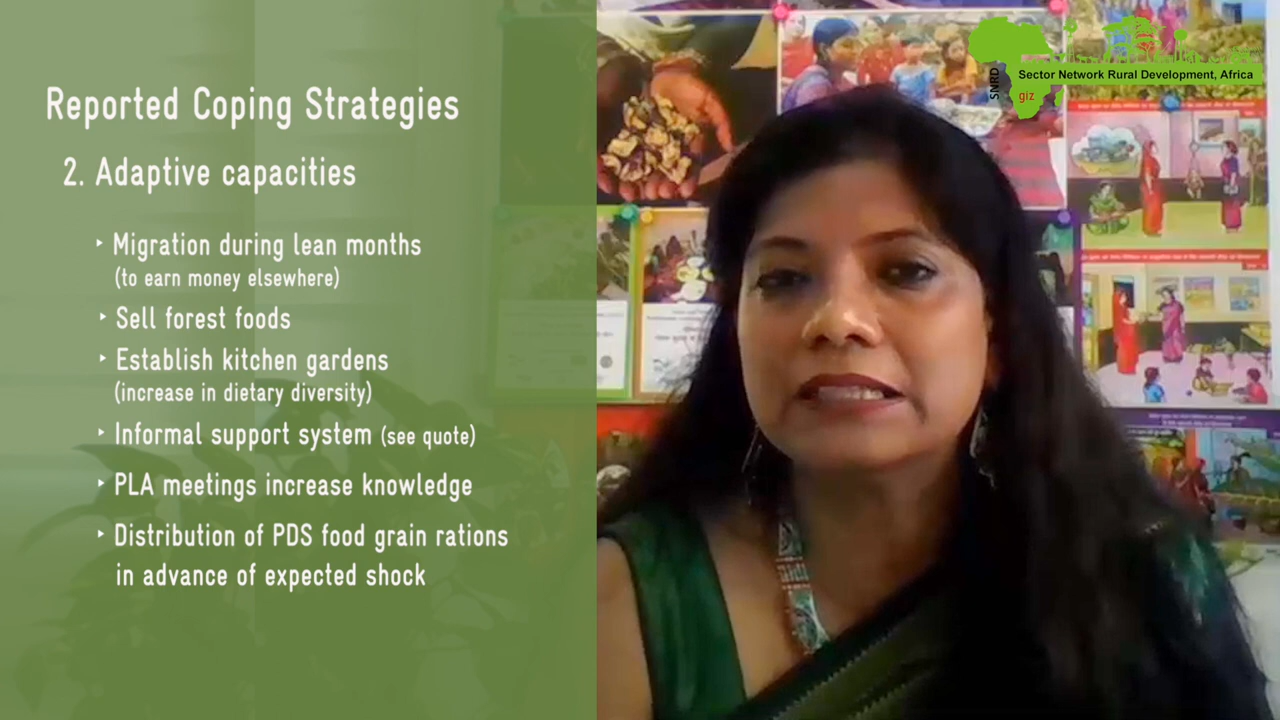 Reported Coping Strategies
2. Adaptive capacities
‣ Migration during lean months
(to earn money elsewhere)
‣ Sell forest foods
‣ Establish kitchen gardens
(increase in dietary diversity)
‣ Informal support system (see quote)
‣ PLA meetings increase knowledge
‣ Distribution of PDS food grain rations
in advance of expected shock
SNRD
Sector Network Rural Development, Africa
giz